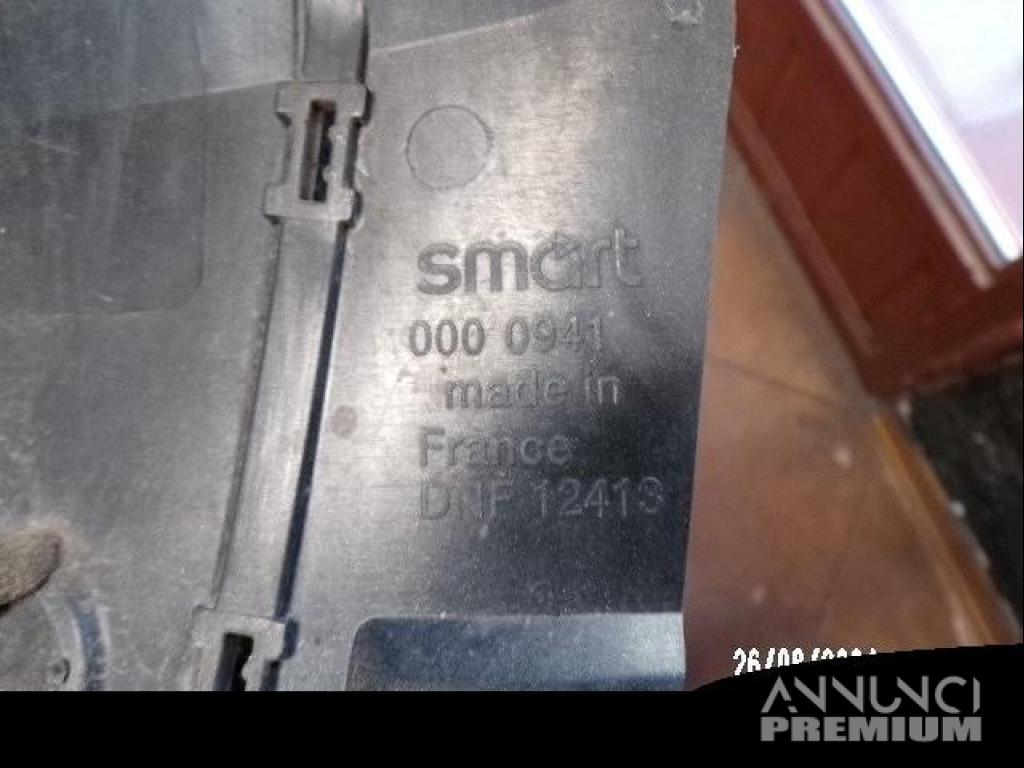 smart
000 0941
made in
France
DNF 12413
ANNUNCI
PREMIUM